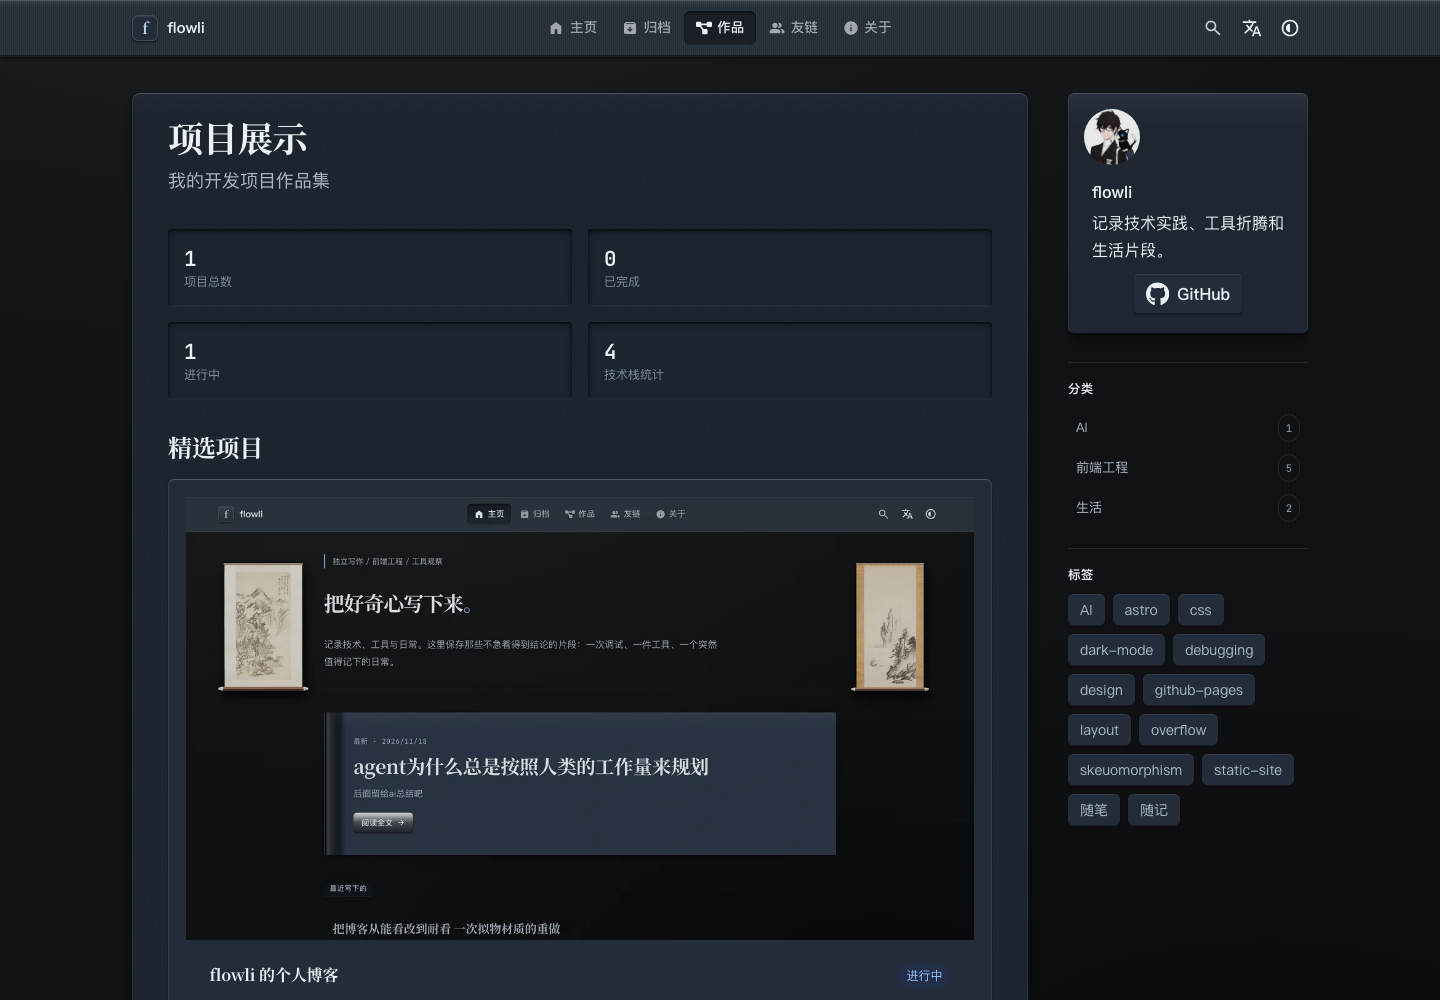 f flowli
主页 归档 作品 友链 关于
项目展示
我的开发项目作品集
1
项目总数
0
已完成
1
进行中
4
技术栈统计
精选项目
f flowli
主页 归档 作品 友链 关于
独立写作 / 前端工程 / 工具观察
把好奇心写下来。
记录技术、工具与日常。这里保存那些不急着得到结论的片段：一次调试、一件工具、一个突然
值得记下的日常。
最新 · 2026/11/18
agent为什么总是按照人类的工作量来规划
后面留给ai总结吧
阅读全文 →
最近写下的
把博客从能看改到耐看 一次拟物材质的重做
flowli 的个人博客
进行中
flowli
记录技术实践、工具折腾和
生活片段。
GitHub
分类
AI 1
前端工程 5
生活 2
标签
AI astro css
dark-mode debugging
design github-pages
layout overflow
skeuomorphism static-site
随笔 随记